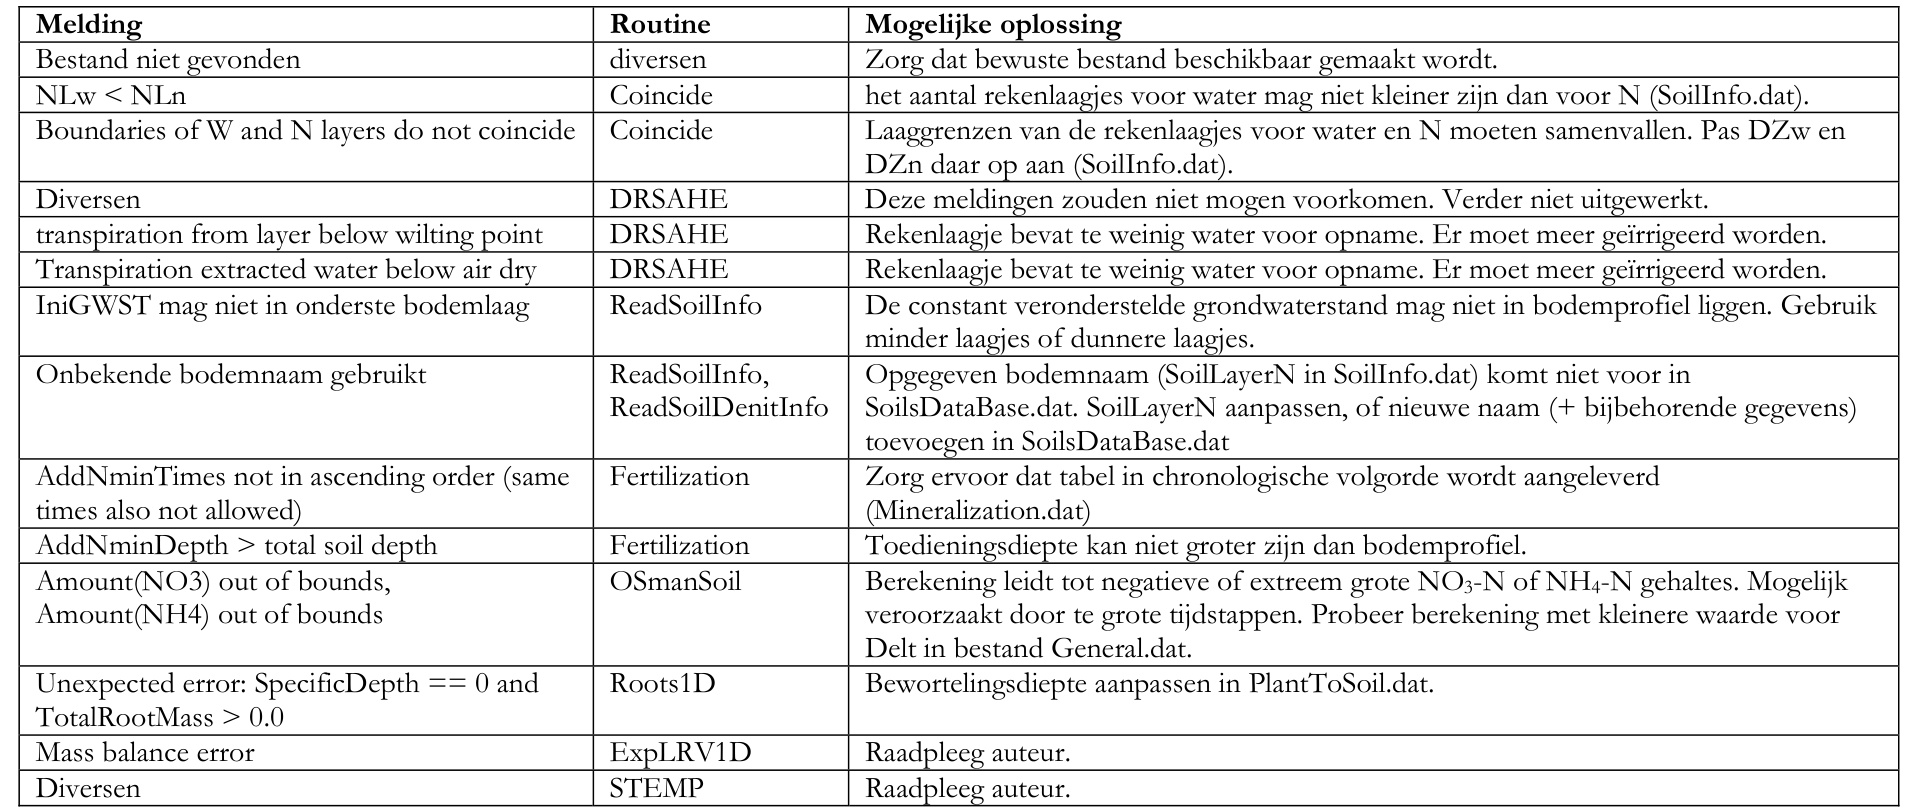 Melding Routine Mogelijke oplossing
Bestand niet gevonden diversen Zorg dat bewuste bestand beschikbaar gemaakt wordt.
NLw < NLn Coincide het aantal rekenlaagjes voor water mag niet kleiner zijn dan voor N (SoilInfo.dat).
Boundaries of W and N layers do not coincide Coincide Laaggrenzen van de rekenlaagjes voor water en N moeten samenvallen. Pas DZw en
DZn daar op aan (SoilInfo.dat).
Diversen DRSAHE Deze meldingen zouden niet mogen voorkomen. Verder niet uitgewerkt.
transpiration from layer below wilting point DRSAHE Rekenlaagje bevat te weinig water voor opname. Er moet meer geïrrigeerd worden.
Transpiration extracted water below air dry DRSAHE Rekenlaagje bevat te weinig water voor opname. Er moet meer geïrrigeerd worden.
IniGWST mag niet in onderste bodemlaag ReadSoilInfo De constant veronderstelde grondwaterstand mag niet in bodemprofiel liggen. Gebruik
minder laagjes of dunnere laagjes.
Onbekende bodemnaam gebruikt ReadSoilInfo, Opgegeven bodemnaam (SoilLayerN in SoilInfo.dat) komt niet voor in
ReadSoilDenitInfo SoilsDataBase.dat. SoilLayerN aanpassen, of nieuwe naam (+ bijbehorende gegevens)
toevoegen in SoilsDataBase.dat
AddNminTimes not in ascending order (same Fertilization Zorg ervoor dat tabel in chronologische volgorde wordt aangeleverd
times also not allowed) (Mineralization.dat)
AddNminDepth > total soil depth Fertilization Toedieningsdiepte kan niet groter zijn dan bodemprofiel.
Amount(NO3) out of bounds, OSmanSoil Berekening leidt tot negatieve of extreem grote NO₃-N of NH₄-N gehaltes. Mogelijk
Amount(NH4) out of bounds veroorzaakt door te grote tijdstappen. Probeer berekening met kleinere waarde voor
Delt in bestand General.dat.
Unexpected error: SpecificDepth == 0 and Roots1D Bewortelingsdiepte aanpassen in PlantToSoil.dat.
TotalRootMass > 0.0
Mass balance error ExpLRV1D Raadpleeg auteur.
Diversen STEMP Raadpleeg auteur.